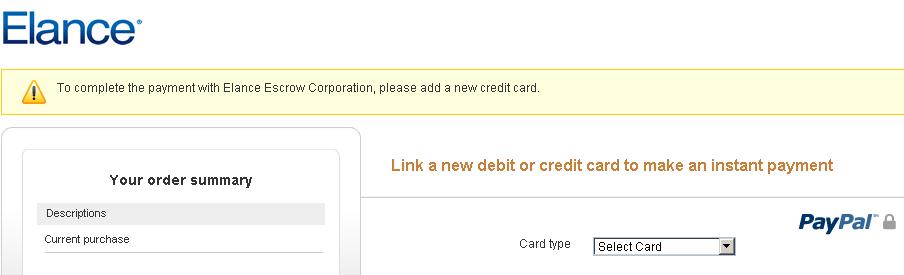 Elance®
To complete the payment with Elance Escrow Corporation, please add a new credit card.
Your order summary
Descriptions
Current purchase
Link a new debit or credit card to make an instant payment
PayPal™
Card type
Select Card